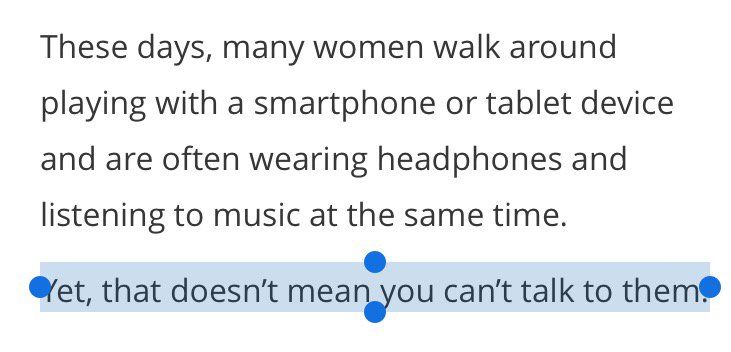 These days, many women walk around
playing with a smartphone or tablet device
and are often wearing headphones and
listening to music at the same time.
Yet, that doesn’t mean you can’t talk to them.